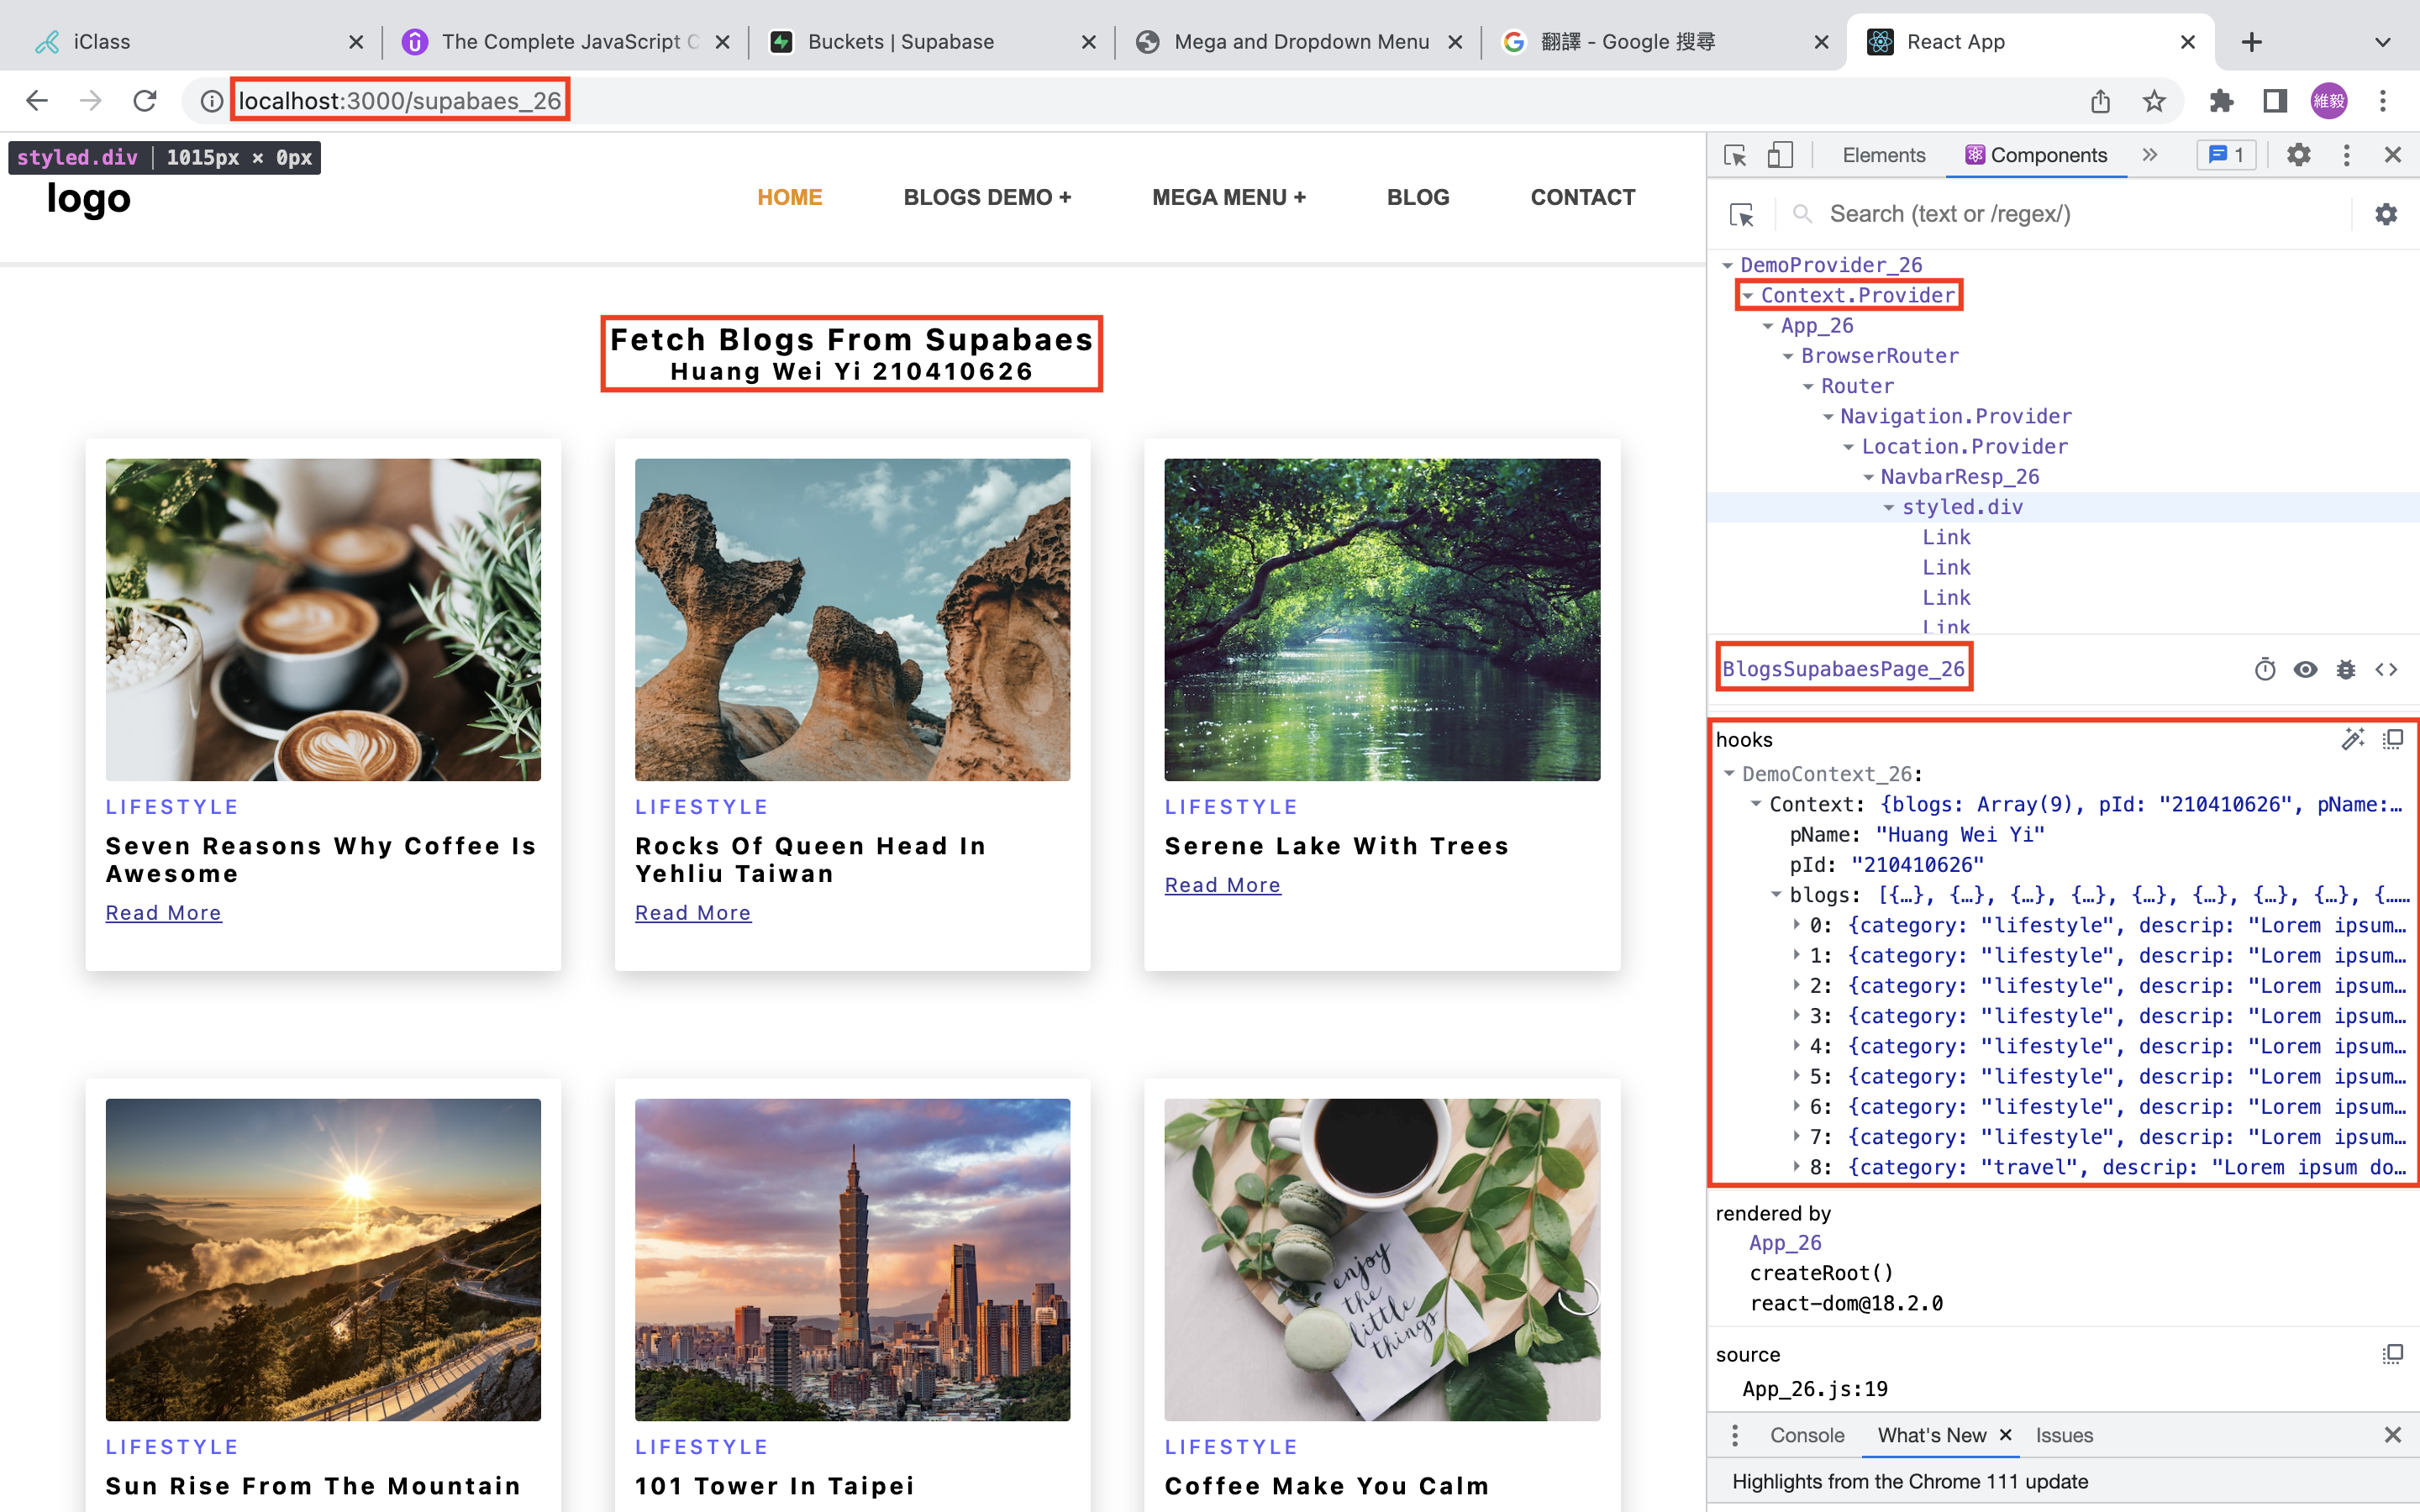 iClass
The Complete JavaScript C
Buckets | Supabase
Mega and Dropdown Menu
翻譯 - Google 搜尋
React App
localhost:3000/supabaes_26
維毅
styled.div | 1015px × 0px
logo
HOME
BLOGS DEMO +
MEGA MENU +
BLOG
CONTACT
Fetch Blogs From Supabaes
Huang Wei Yi 210410626
LIFESTYLE
Seven Reasons Why Coffee Is
Awesome
Read More
LIFESTYLE
Rocks Of Queen Head In
Yehliu Taiwan
Read More
LIFESTYLE
Serene Lake With Trees
Read More
enjoy
the
little
things
LIFESTYLE
Sun Rise From The Mountain
LIFESTYLE
101 Tower In Taipei
LIFESTYLE
Coffee Make You Calm
Elements
Components
1
Search (text or /regex/)
DemoProvider_26
Context.Provider
App_26
BrowserRouter
Router
Navigation.Provider
Location.Provider
NavbarResp_26
styled.div
Link
Link
Link
Link
BlogsSupabaesPage_26
hooks
DemoContext_26:
Context: {blogs: Array(9), pId: "210410626", pName:…
pName: "Huang Wei Yi"
pId: "210410626"
blogs: [{…}, {…}, {…}, {…}, {…}, {…}, {…}, {…}, {……
0: {category: "lifestyle", descrip: "Lorem ipsum…
1: {category: "lifestyle", descrip: "Lorem ipsum…
2: {category: "lifestyle", descrip: "Lorem ipsum…
3: {category: "lifestyle", descrip: "Lorem ipsum…
4: {category: "lifestyle", descrip: "Lorem ipsum…
5: {category: "lifestyle", descrip: "Lorem ipsum…
6: {category: "lifestyle", descrip: "Lorem ipsum…
7: {category: "lifestyle", descrip: "Lorem ipsum…
8: {category: "travel", descrip: "Lorem ipsum do…
rendered by
App_26
createRoot()
react-dom@18.2.0
source
App_26.js:19
Console
What's New
Issues
Highlights from the Chrome 111 update